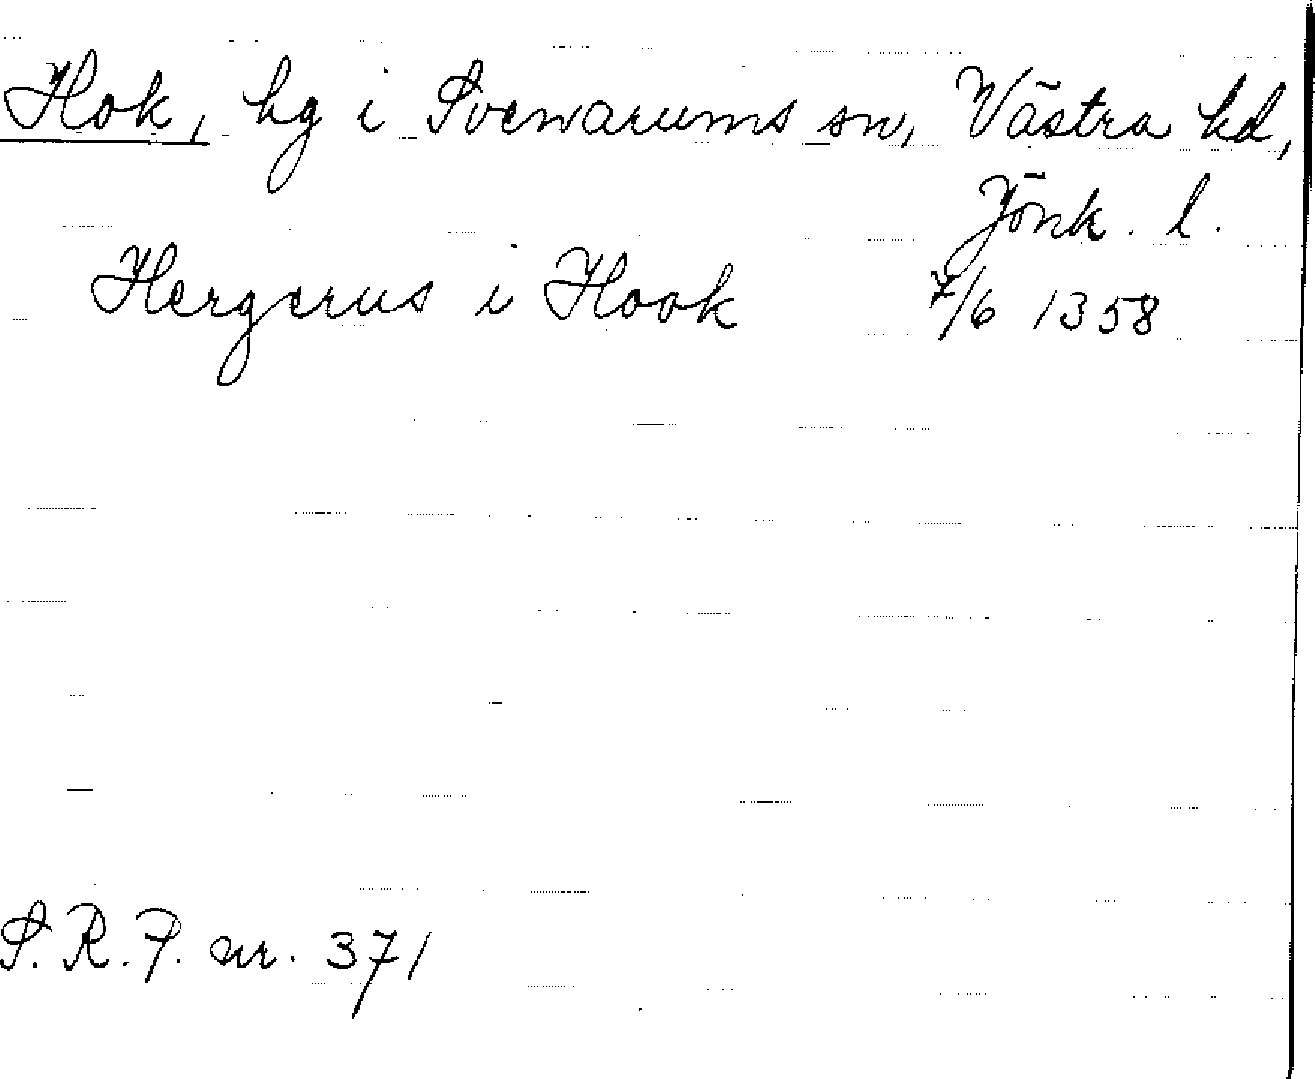 Hok, hg i Svenarums sn, Västra hd,
Jönk. l.
Hergerus i Hook 7/6 1358
S.R.P. nr. 371